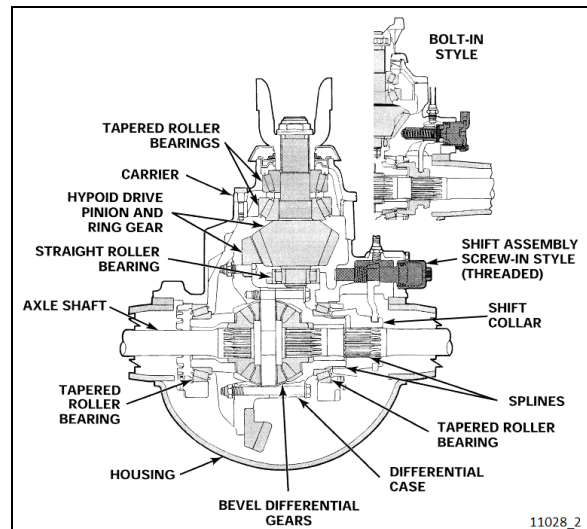 BOLT-IN
STYLE
TAPERED ROLLER
BEARINGS
CARRIER
HYPOID DRIVE
PINION AND
RING GEAR
STRAIGHT ROLLER
BEARING
SHIFT ASSEMBLY
SCREW-IN STYLE
(THREADED)
AXLE SHAFT
SHIFT
COLLAR
TAPERED
ROLLER
BEARING
SPLINES
TAPERED ROLLER
BEARING
HOUSING
DIFFERENTIAL
CASE
BEVEL DIFFERENTIAL
GEARS
11028_2